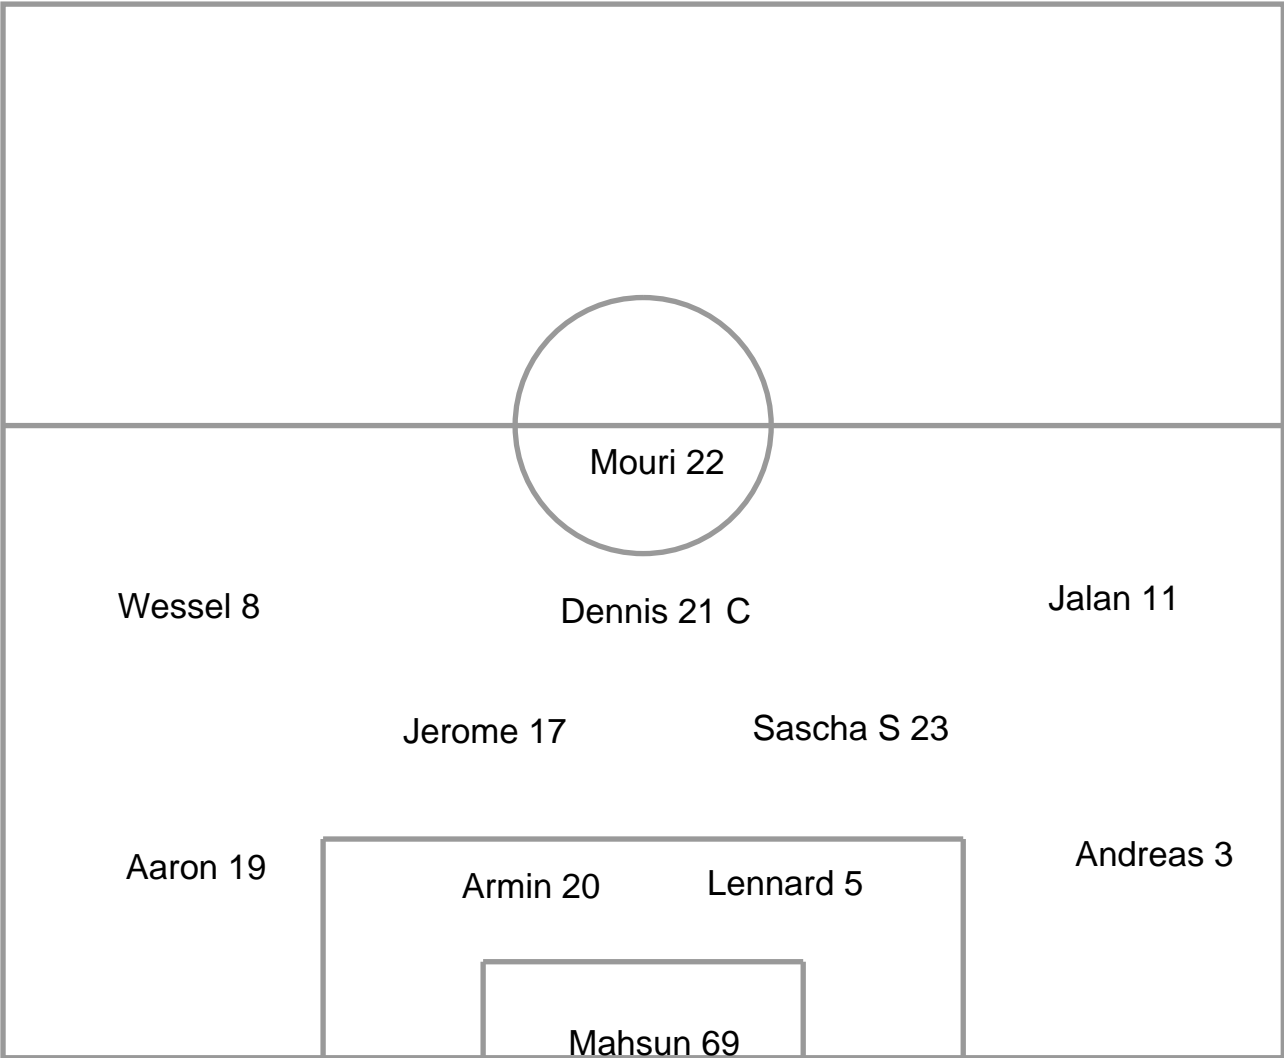 Mouri 22
Wessel 8
Dennis 21 C
Jalan 11
Jerome 17
Sascha S 23
Aaron 19
Armin 20
Lennard 5
Andreas 3
Mahsun 69